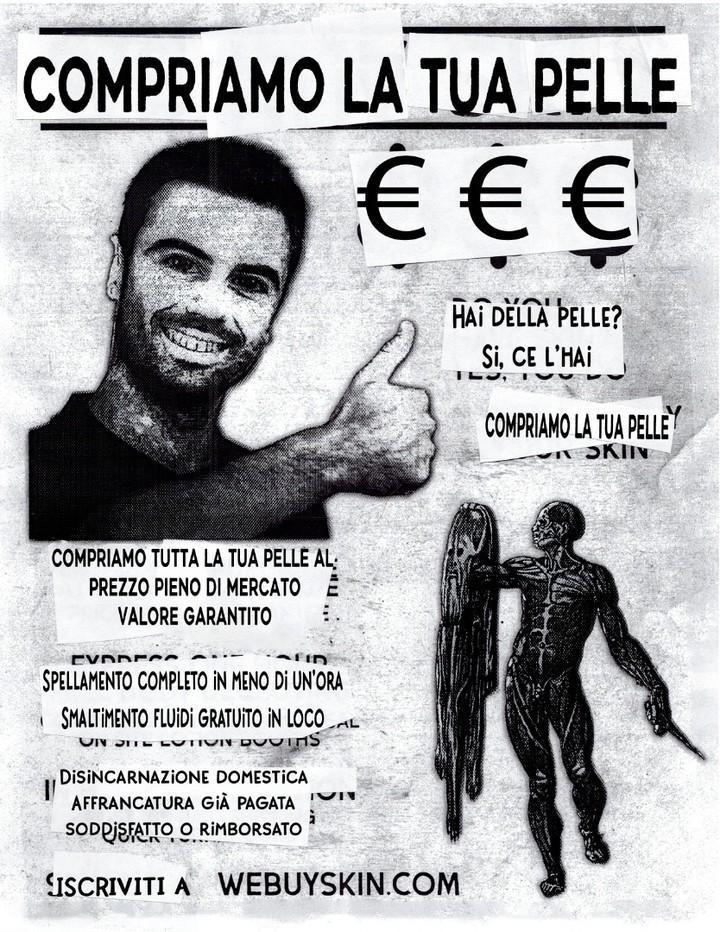 COMPRIAMO LA TUA PELLE
€ € €
HAi DELLA PELLE?
Si, CE L'HAi
COMPRIAMO LA TUA PELLE
COMPRIAMO TUTTA LA TUA PELLE AL
PREZZO PIENO DI MERCATO
VALORE GARANTITO
SPELLAMENTO COMPLETO iN MENO Di UN'ORA
SMALTiMENTO FLUiDi GRATUiTO iN LOCO
ON SITE LOTION BOOTHS
DiSiNCARNAZIONE DOMESTiCA
AFFRANCATURA GiÀ PAGATA
SODDiSFATTO O RiMBORSATO
ISCRIVITI A WEBUYSKIN.COM